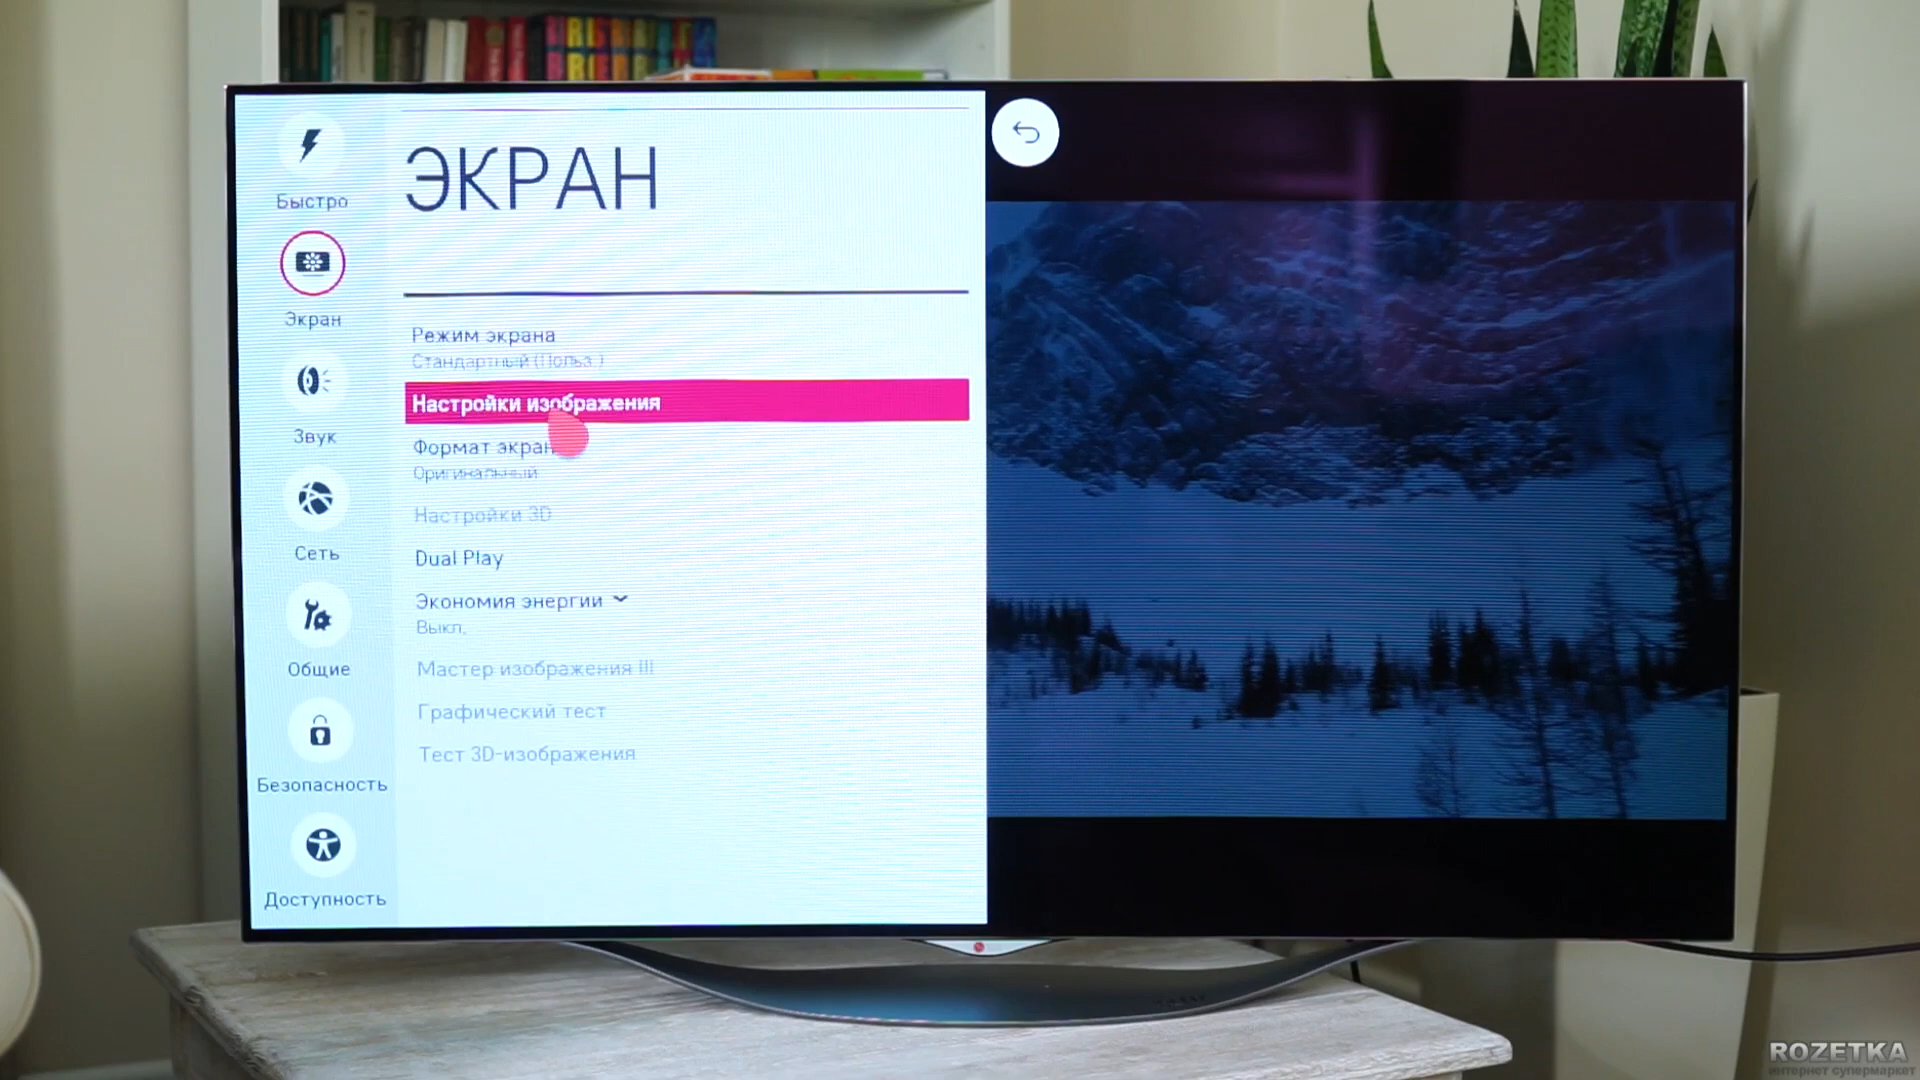 Быстро
Экран
Звук
Сеть
Общие
Безопасность
Доступность
ЭКРАН
Режим экрана
Стандартный (Польз.)
Настройки изображения
Формат экран
Оригинальный
Настройки 3D
Dual Play
Экономия энергии
Выкл.
Мастер изображения III
Графический тест
Тест 3D-изображения
ROZETKA
интернет супермаркет